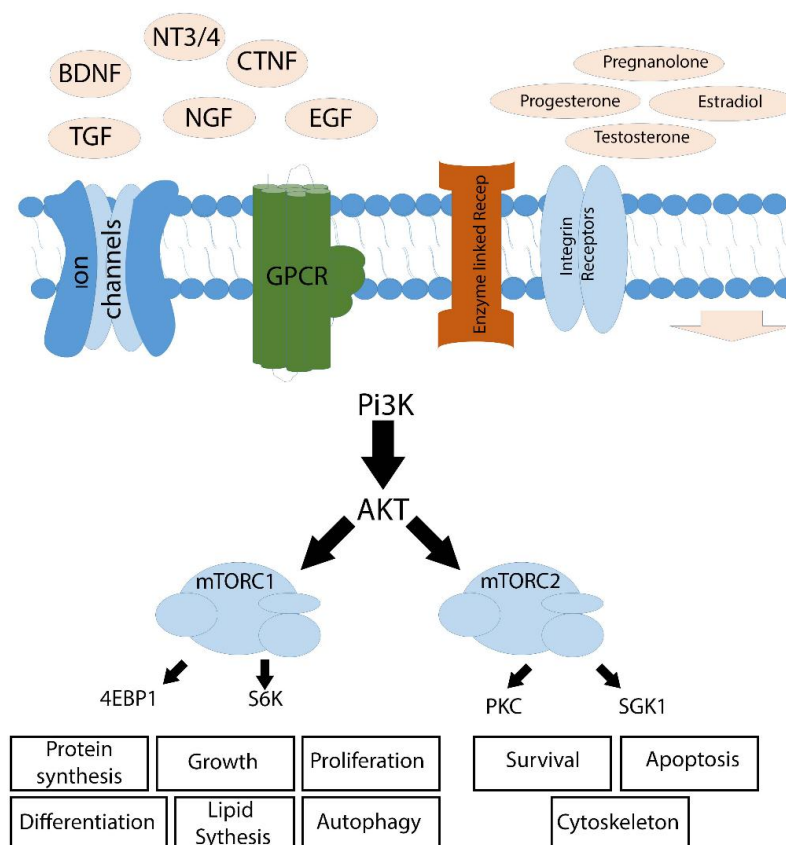 NT3/4
CTNF
BDNF
NGF
EGF
TGF
Pregnanolone
Progesterone
Estradiol
Testosterone
ion
channels
GPCR
Enzyme linked Recep
Integrin
Receptors
Pi3K
AKT
mTORC1
mTORC2
4EBP1
S6K
PKC
SGK1
Protein
synthesis
Growth
Proliferation
Survival
Apoptosis
Differentiation
Lipid
Sythesis
Autophagy
Cytoskeleton